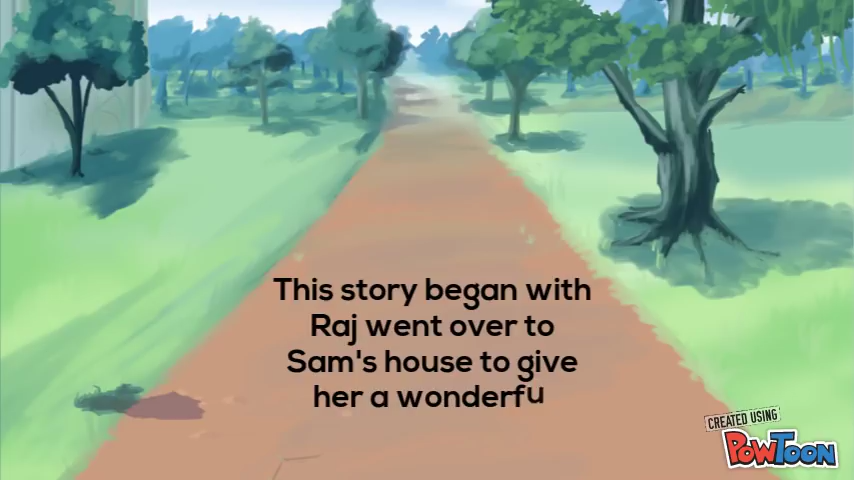 This story began with
Raj went over to
Sam's house to give
her a wonderfu
CREATED USING
POWTOON